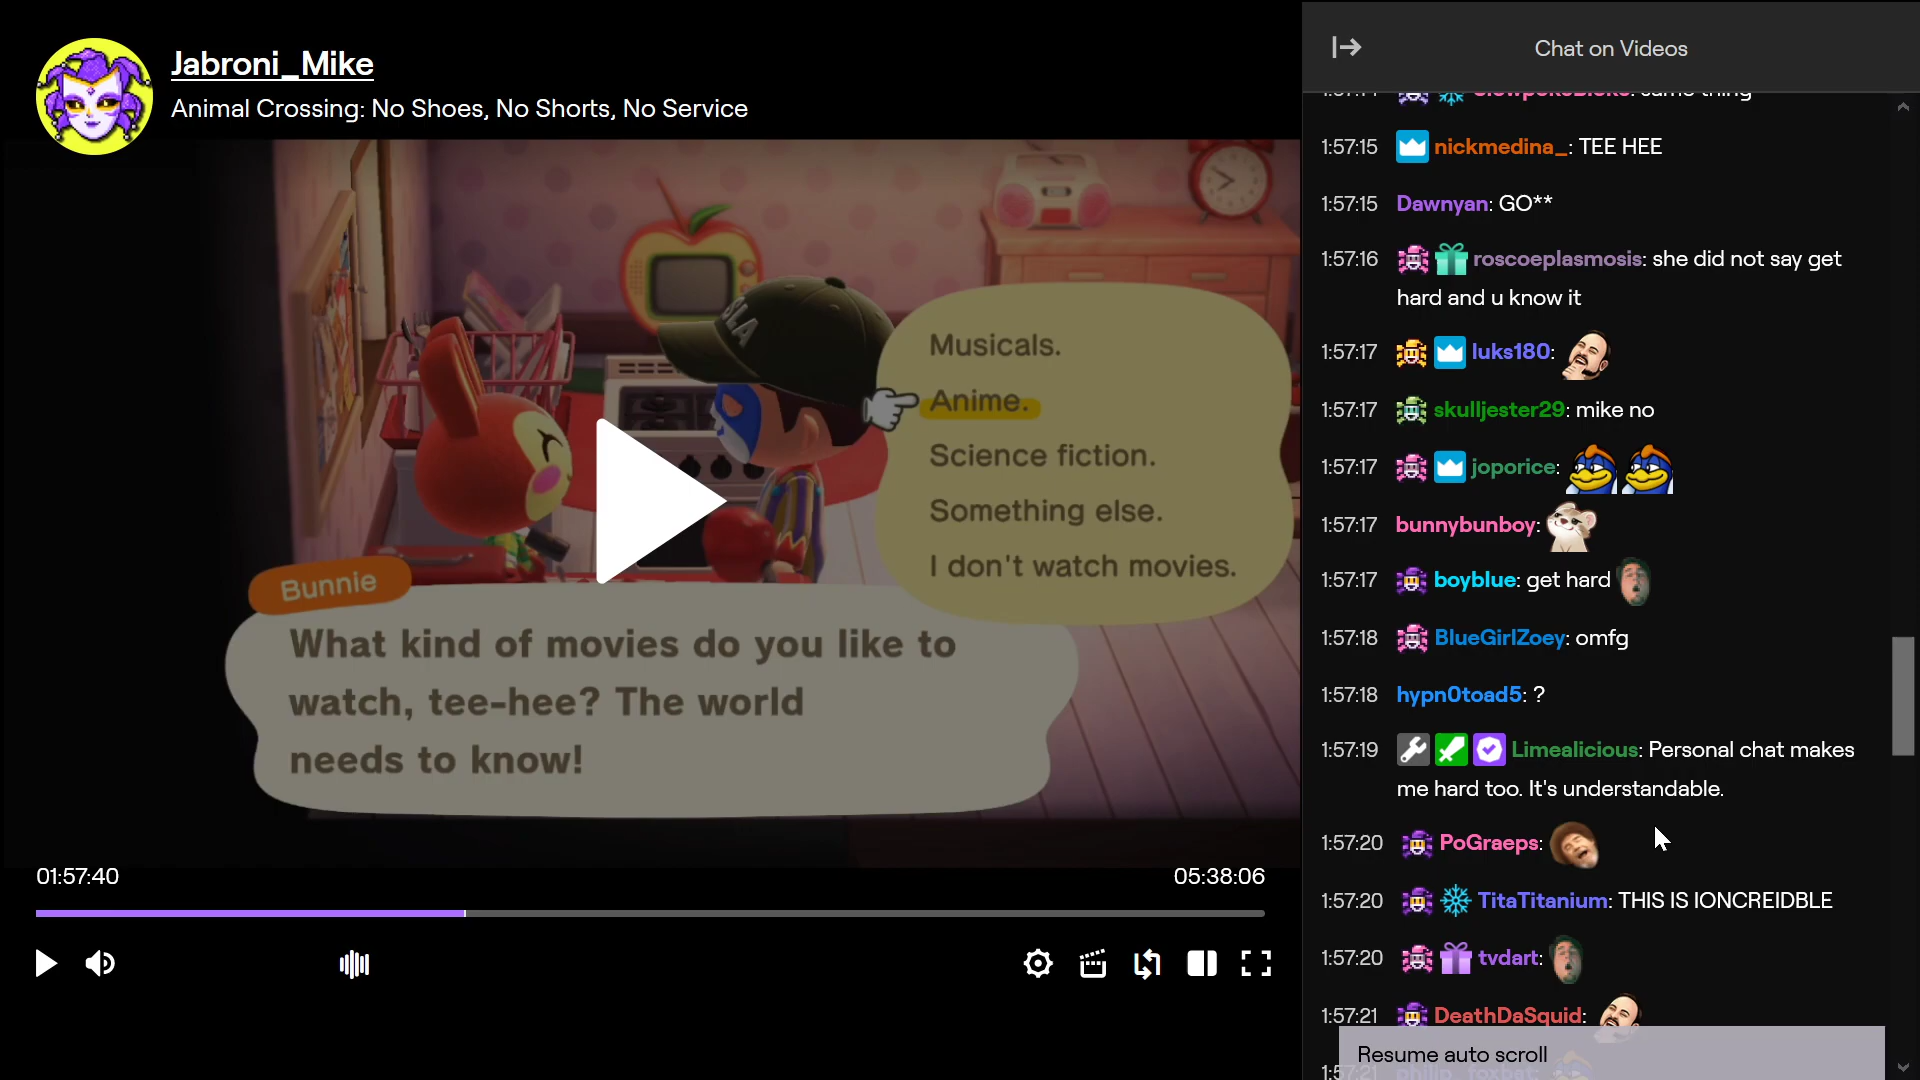 Jabroni_Mike
Animal Crossing: No Shoes, No Shorts, No Service
Musicals.
Anime.
Science fiction.
Something else.
I don't watch movies.
Bunnie
What kind of movies do you like to
watch, tee-hee? The world
needs to know!
01:57:40
05:38:06
Chat on Videos
same thing
1:57:15 nickmedina_: TEE HEE
1:57:15 Dawnyan: GO**
1:57:16 roscoeplasmosis: she did not say get
hard and u know it
1:57:17 luks180:
1:57:17 skulljester29: mike no
1:57:17 joporice:
1:57:17 bunnybunboy:
1:57:17 boyblue: get hard
1:57:18 BlueGirlZoey: omfg
1:57:18 hypn0toad5: ?
1:57:19 Limealicious: Personal chat makes
me hard too. It's understandable.
1:57:20 PoGraeps:
1:57:20 TitaTitanium: THIS IS IONCREIDBLE
1:57:20 tvdart:
1:57:21 DeathDaSquid:
Resume auto scroll
1:57:21 philip_foxbat: